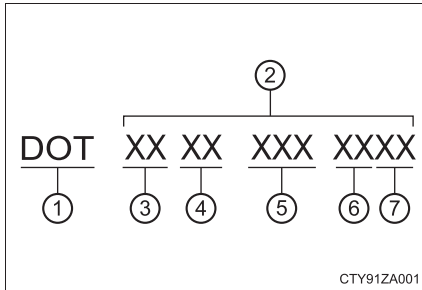 ②
DOT XX XX XXX XXXX
① ③ ④ ⑤ ⑥ ⑦
CTY91ZA001